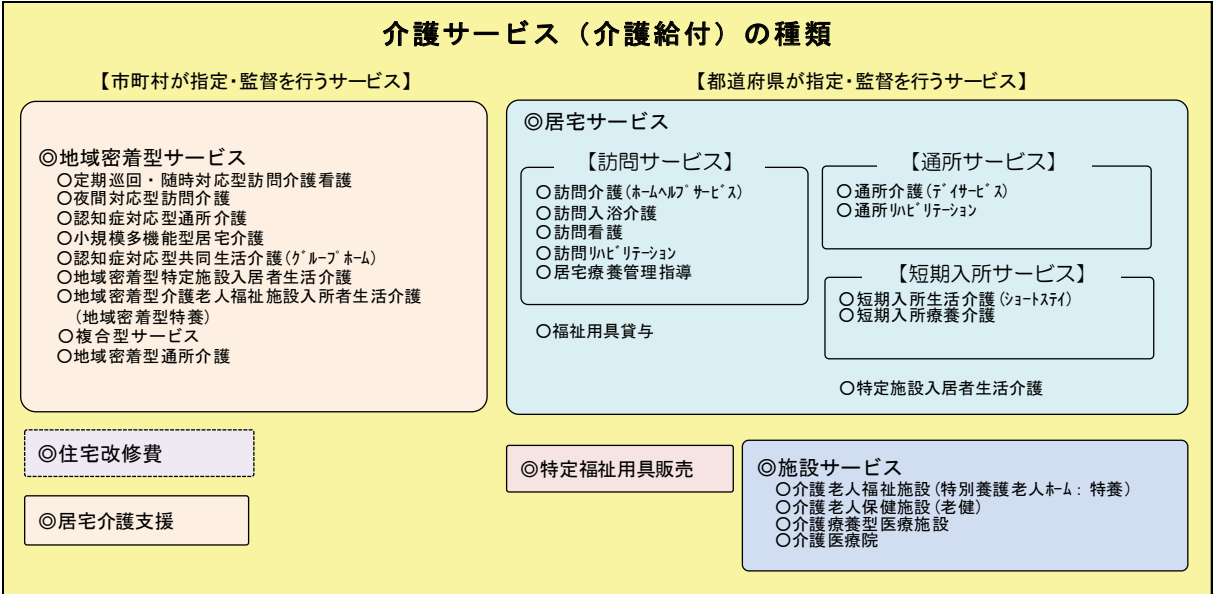 介護サービス（介護給付）の種類
【市町村が指定・監督を行うサービス】
◎地域密着型サービス
○定期巡回・随時対応型訪問介護看護
○夜間対応型訪問介護
○認知症対応型通所介護
○小規模多機能型居宅介護
○認知症対応型共同生活介護(ｸﾞﾙｰﾌﾟﾎｰﾑ)
○地域密着型特定施設入居者生活介護
○地域密着型介護老人福祉施設入所者生活介護
（地域密着型特養）
○複合型サービス
○地域密着型通所介護
◎住宅改修費
◎居宅介護支援
【都道府県が指定・監督を行うサービス】
◎居宅サービス
【訪問サービス】
○訪問介護(ﾎｰﾑﾍﾙﾌﾟｻｰﾋﾞｽ)
○訪問入浴介護
○訪問看護
○訪問ﾘﾊﾋﾞﾘﾃｰｼｮﾝ
○居宅療養管理指導
○福祉用具貸与
【通所サービス】
○通所介護(ﾃﾞｲｻｰﾋﾞｽ)
○通所ﾘﾊﾋﾞﾘﾃｰｼｮﾝ
【短期入所サービス】
○短期入所生活介護(ｼｮｰﾄｽﾃｲ)
○短期入所療養介護
○特定施設入居者生活介護
◎特定福祉用具販売
◎施設サービス
○介護老人福祉施設(特別養護老人ﾎｰﾑ：特養)
○介護老人保健施設(老健)
○介護療養型医療施設
○介護医療院